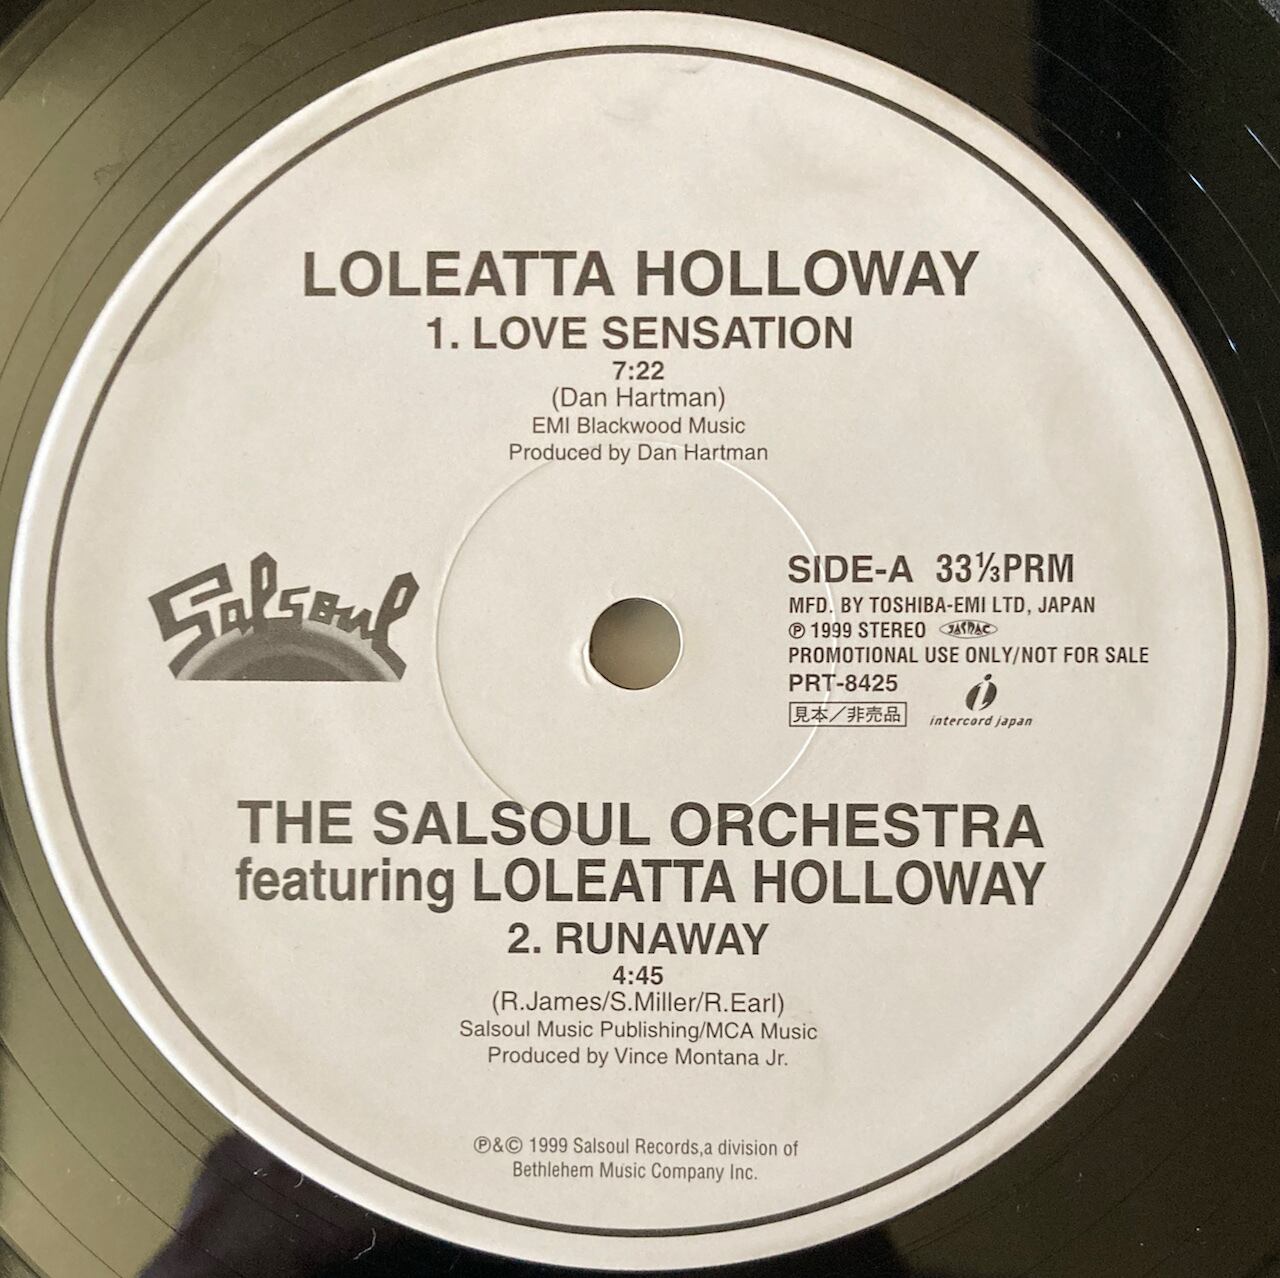 LOLEATTA HOLLOWAY
1. LOVE SENSATION
7:22
(Dan Hartman)
EMI Blackwood Music
Produced by Dan Hartman
Salsoul
SIDE-A 33⅓PRM
MFD. BY TOSHIBA-EMI LTD, JAPAN
℗ 1999 STEREO JASRAC
PROMOTIONAL USE ONLY/NOT FOR SALE
PRT-8425
見本/非売品
i
intercord japan
THE SALSOUL ORCHESTRA
featuring LOLEATTA HOLLOWAY
2. RUNAWAY
4:45
(R.James/S.Miller/R.Earl)
Salsoul Music Publishing/MCA Music
Produced by Vince Montana Jr.
℗&© 1999 Salsoul Records,a division of
Bethlehem Music Company Inc.